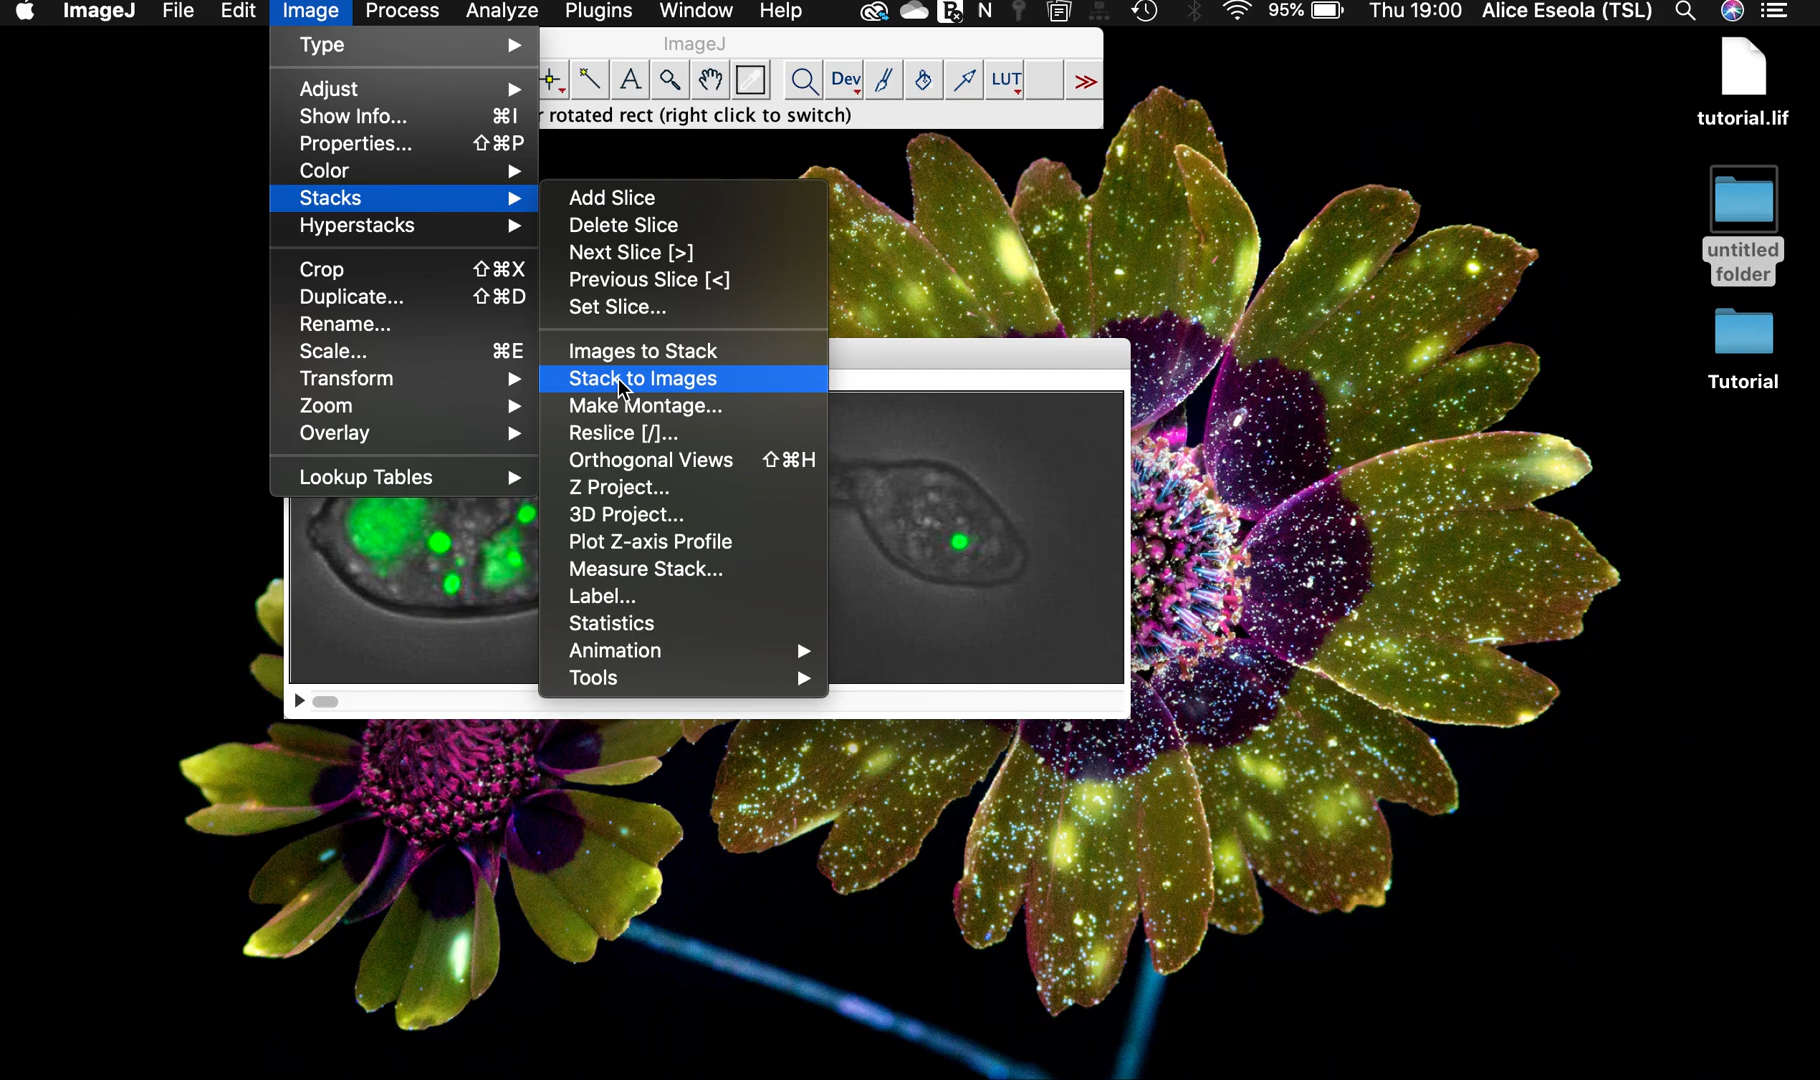 ImageJ File Edit Image Process Analyze Plugins Window Help N 95% Thu 19:00 Alice Eseola (TSL)
ImageJ
A Dev LUT
r rotated rect (right click to switch)
Type
Adjust
Show Info... ⌘I
Properties... ⇧⌘P
Color
Stacks
Hyperstacks
Crop ⇧⌘X
Duplicate... ⇧⌘D
Rename...
Scale... ⌘E
Transform
Zoom
Overlay
Lookup Tables
Add Slice
Delete Slice
Next Slice [>]
Previous Slice [<]
Set Slice...
Images to Stack
Stack to Images
Make Montage...
Reslice [/]...
Orthogonal Views ⇧⌘H
Z Project...
3D Project...
Plot Z-axis Profile
Measure Stack...
Label...
Statistics
Animation
Tools
tutorial.lif
untitled
folder
Tutorial